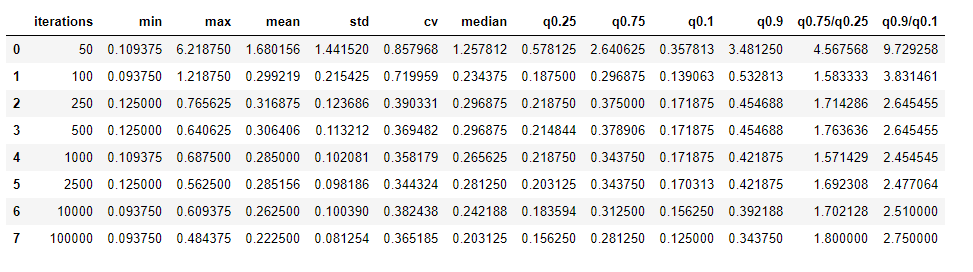 iterations min max mean std cv median q0.25 q0.75 q0.1 q0.9 q0.75/q0.25 q0.9/q0.1
0 50 0.109375 6.218750 1.680156 1.441520 0.857968 1.257812 0.578125 2.640625 0.357813 3.481250 4.567568 9.729258
1 100 0.093750 1.218750 0.299219 0.215425 0.719959 0.234375 0.187500 0.296875 0.139063 0.532813 1.583333 3.831461
2 250 0.125000 0.765625 0.316875 0.123686 0.390331 0.296875 0.218750 0.375000 0.171875 0.454688 1.714286 2.645455
3 500 0.125000 0.640625 0.306406 0.113212 0.369482 0.296875 0.214844 0.378906 0.171875 0.454688 1.763636 2.645455
4 1000 0.109375 0.687500 0.285000 0.102081 0.358179 0.265625 0.218750 0.343750 0.171875 0.421875 1.571429 2.454545
5 2500 0.125000 0.562500 0.285156 0.098186 0.344324 0.281250 0.203125 0.343750 0.170313 0.421875 1.692308 2.477064
6 10000 0.093750 0.609375 0.262500 0.100390 0.382438 0.242188 0.183594 0.312500 0.156250 0.392188 1.702128 2.510000
7 100000 0.093750 0.484375 0.222500 0.081254 0.365185 0.203125 0.156250 0.281250 0.125000 0.343750 1.800000 2.750000